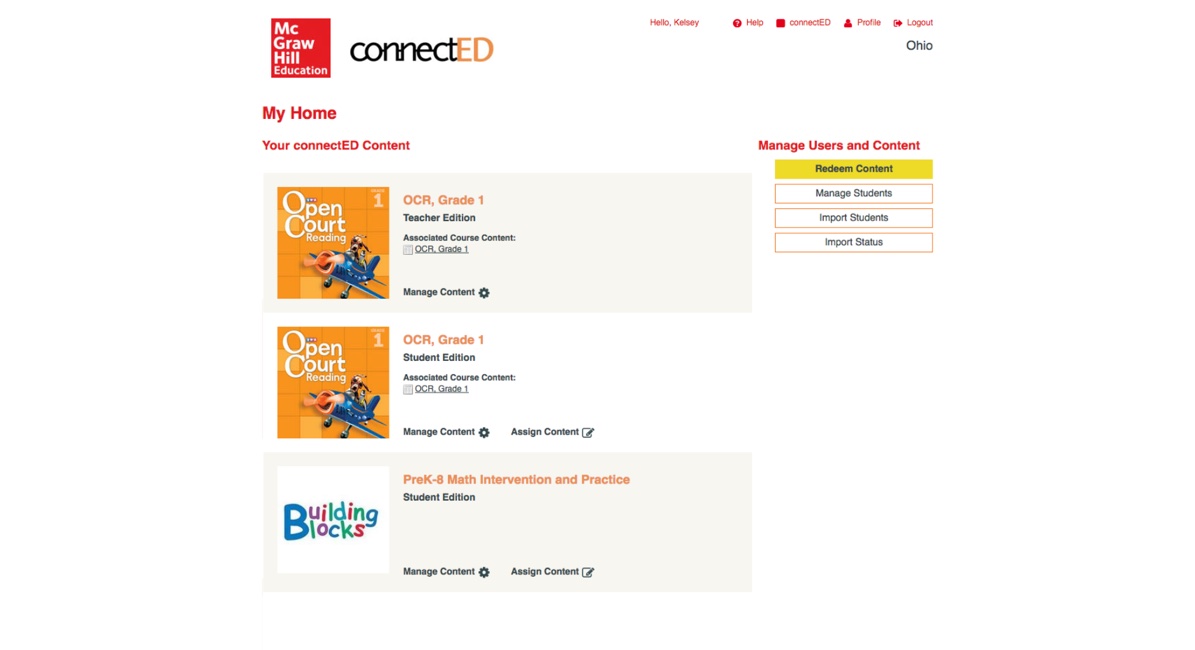 Mc
Graw
Hill
Education
connectED
Hello, Kelsey
Help
connectED
Profile
Logout
Ohio
My Home
Your connectED Content
GRADE
1
Open
Court
Reading
OCR, Grade 1
Teacher Edition
Associated Course Content:
OCR, Grade 1
Manage Content
GRADE
1
Open
Court
Reading
OCR, Grade 1
Student Edition
Associated Course Content:
OCR, Grade 1
Manage Content Assign Content
Building
Blocks
PreK-8 Math Intervention and Practice
Student Edition
Manage Content Assign Content
Manage Users and Content
Redeem Content
Manage Students
Import Students
Import Status